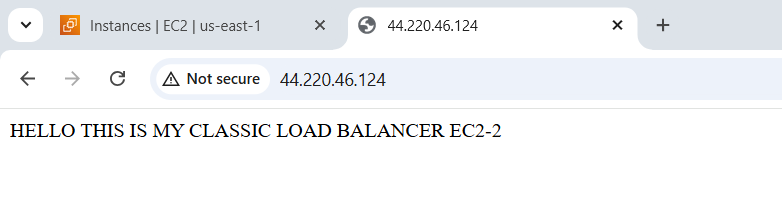 Instances | EC2 | us-east-1
44.220.46.124
Not secure 44.220.46.124
HELLO THIS IS MY CLASSIC LOAD BALANCER EC2-2